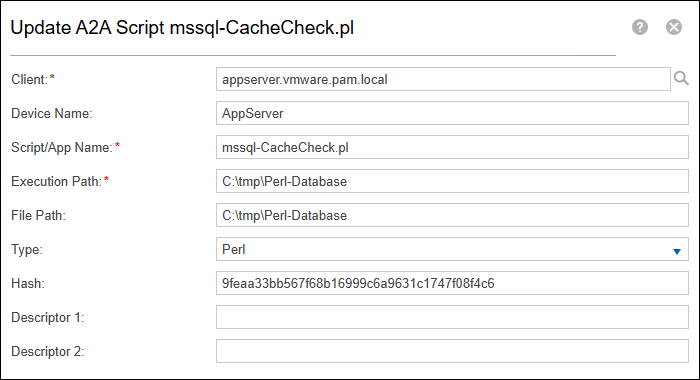 Update A2A Script mssql-CacheCheck.pl ?
Client:* appserver.vmware.pam.local
Device Name: AppServer
Script/App Name:* mssql-CacheCheck.pl
Execution Path:* C:\tmp\Perl-Database
File Path: C:\tmp\Perl-Database
Type: Perl
Hash: 9feaa33bb567f68b16999c6a9631c1747f08f4c6
Descriptor 1:
Descriptor 2: